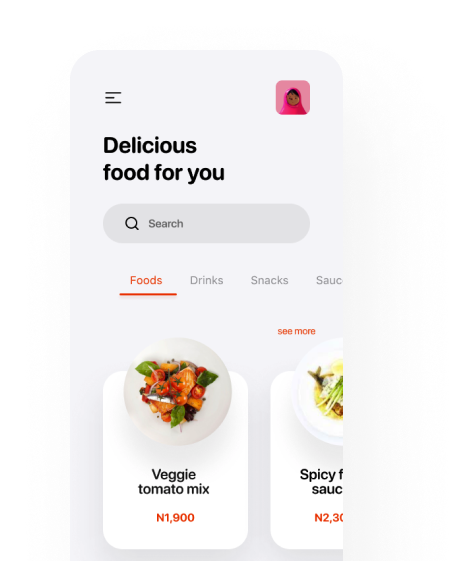 Delicious
food for you
Search
Foods Drinks Snacks Sauc
see more
Veggie
tomato mix
N1,900
Spicy f
sauc
N2,30